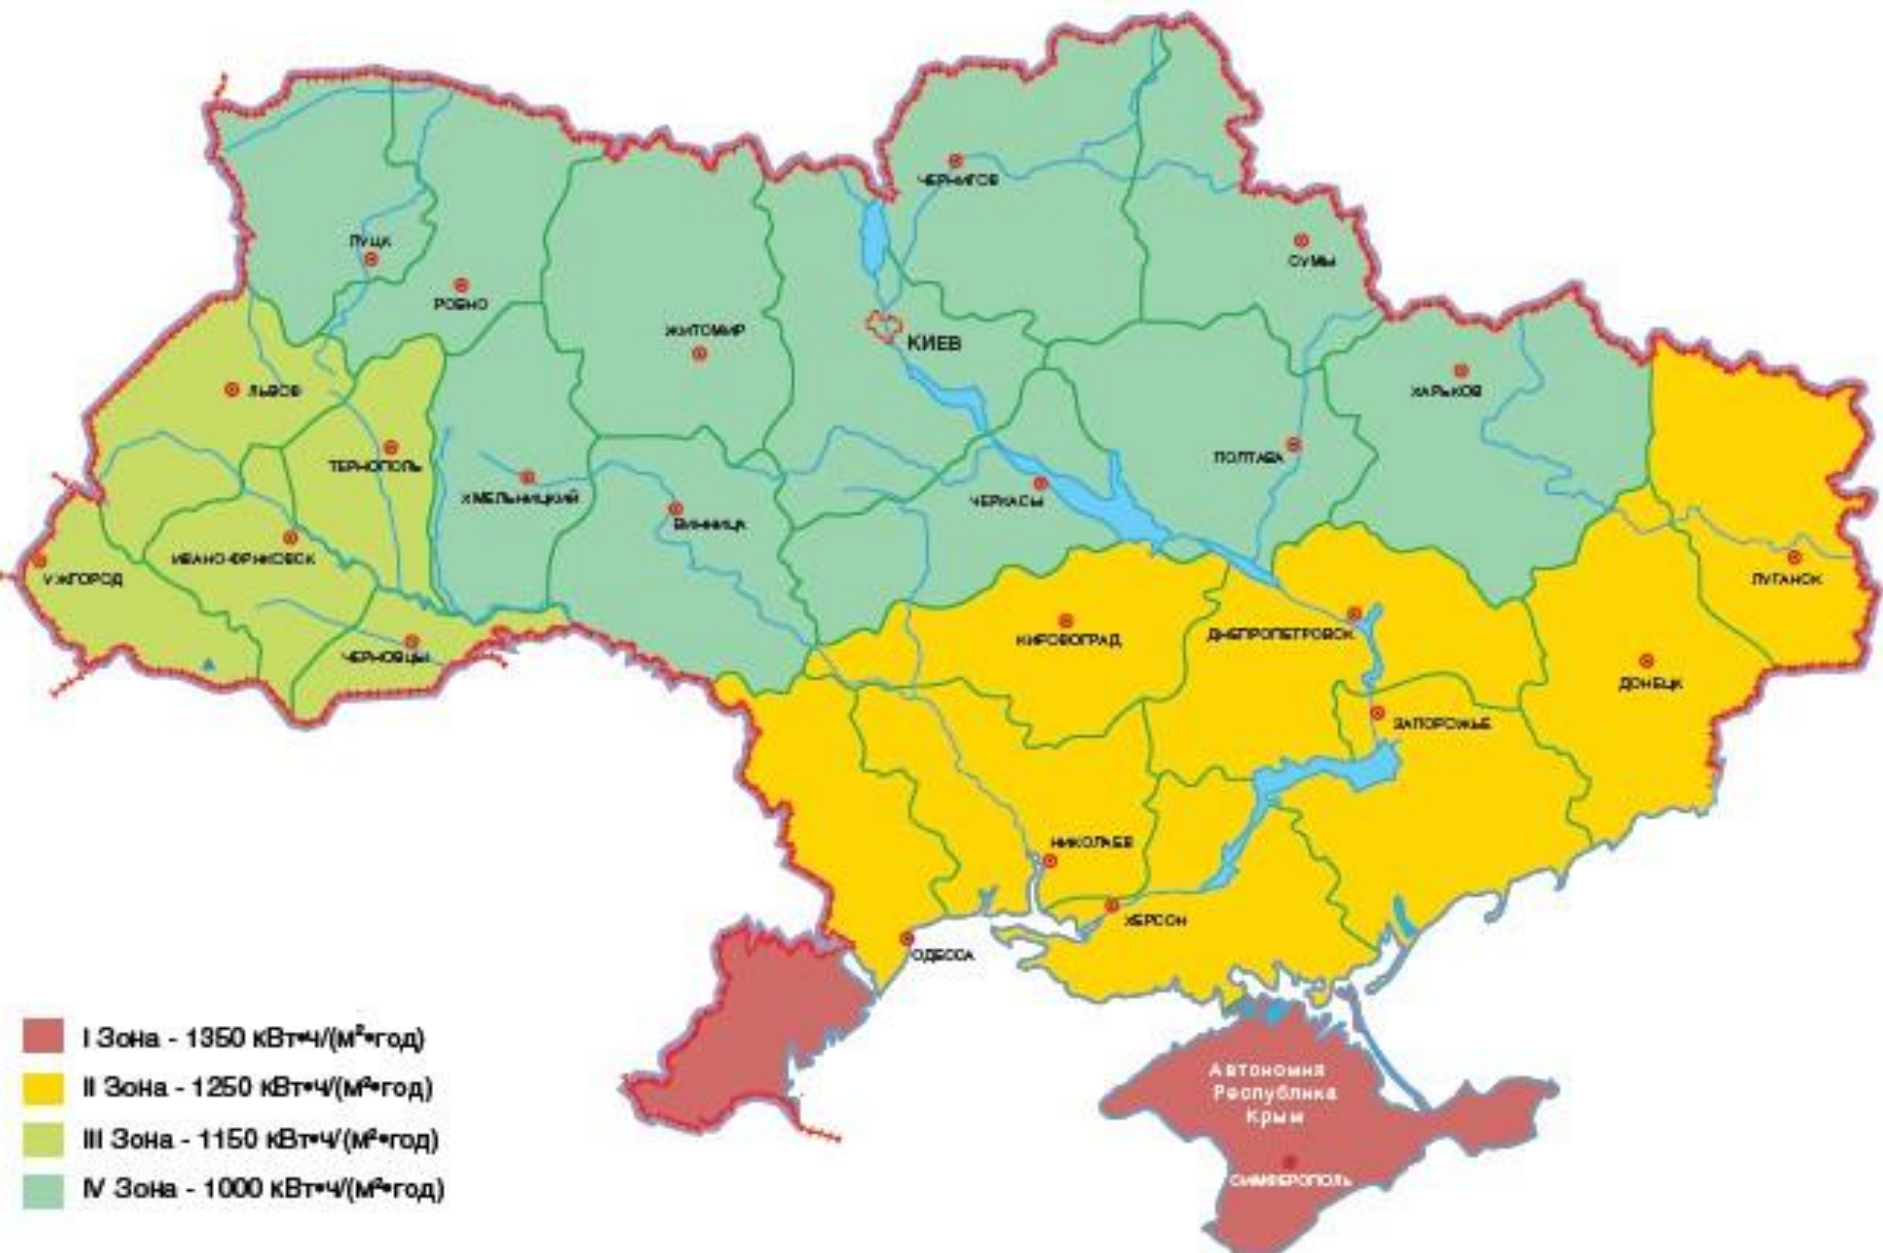 ЧЕРНИГОВ
ЛУЦК
СУМЫ
РОВНО
ЖИТОМИР
КИЕВ
ЛЬВОВ
ХАРЬКОВ
ТЕРНОПОЛЬ
ПОЛТАВА
ХМЕЛЬНИЦКИЙ
ЧЕРКАСЫ
ВИННИЦА
ИВАНО-ФРНКОВСК
УЖГОРОД
ЛУГАНСК
КИРОВОГРАД
ДНЕПРОПЕТРОВСК
ЧЕРНОВЦЫ
ДОНЕЦК
ЗАПОРОЖЬЕ
НИКОЛАЕВ
ХЕРСОН
ОДЕССА
I Зона - 1350 кВт•ч/(м²•год)
II Зона - 1250 кВт•ч/(м²•год)
III Зона - 1150 кВт•ч/(м²•год)
IV Зона - 1000 кВт•ч/(м²•год)
Автономия
Республика
Крым
СИМФЕРОПОЛЬ